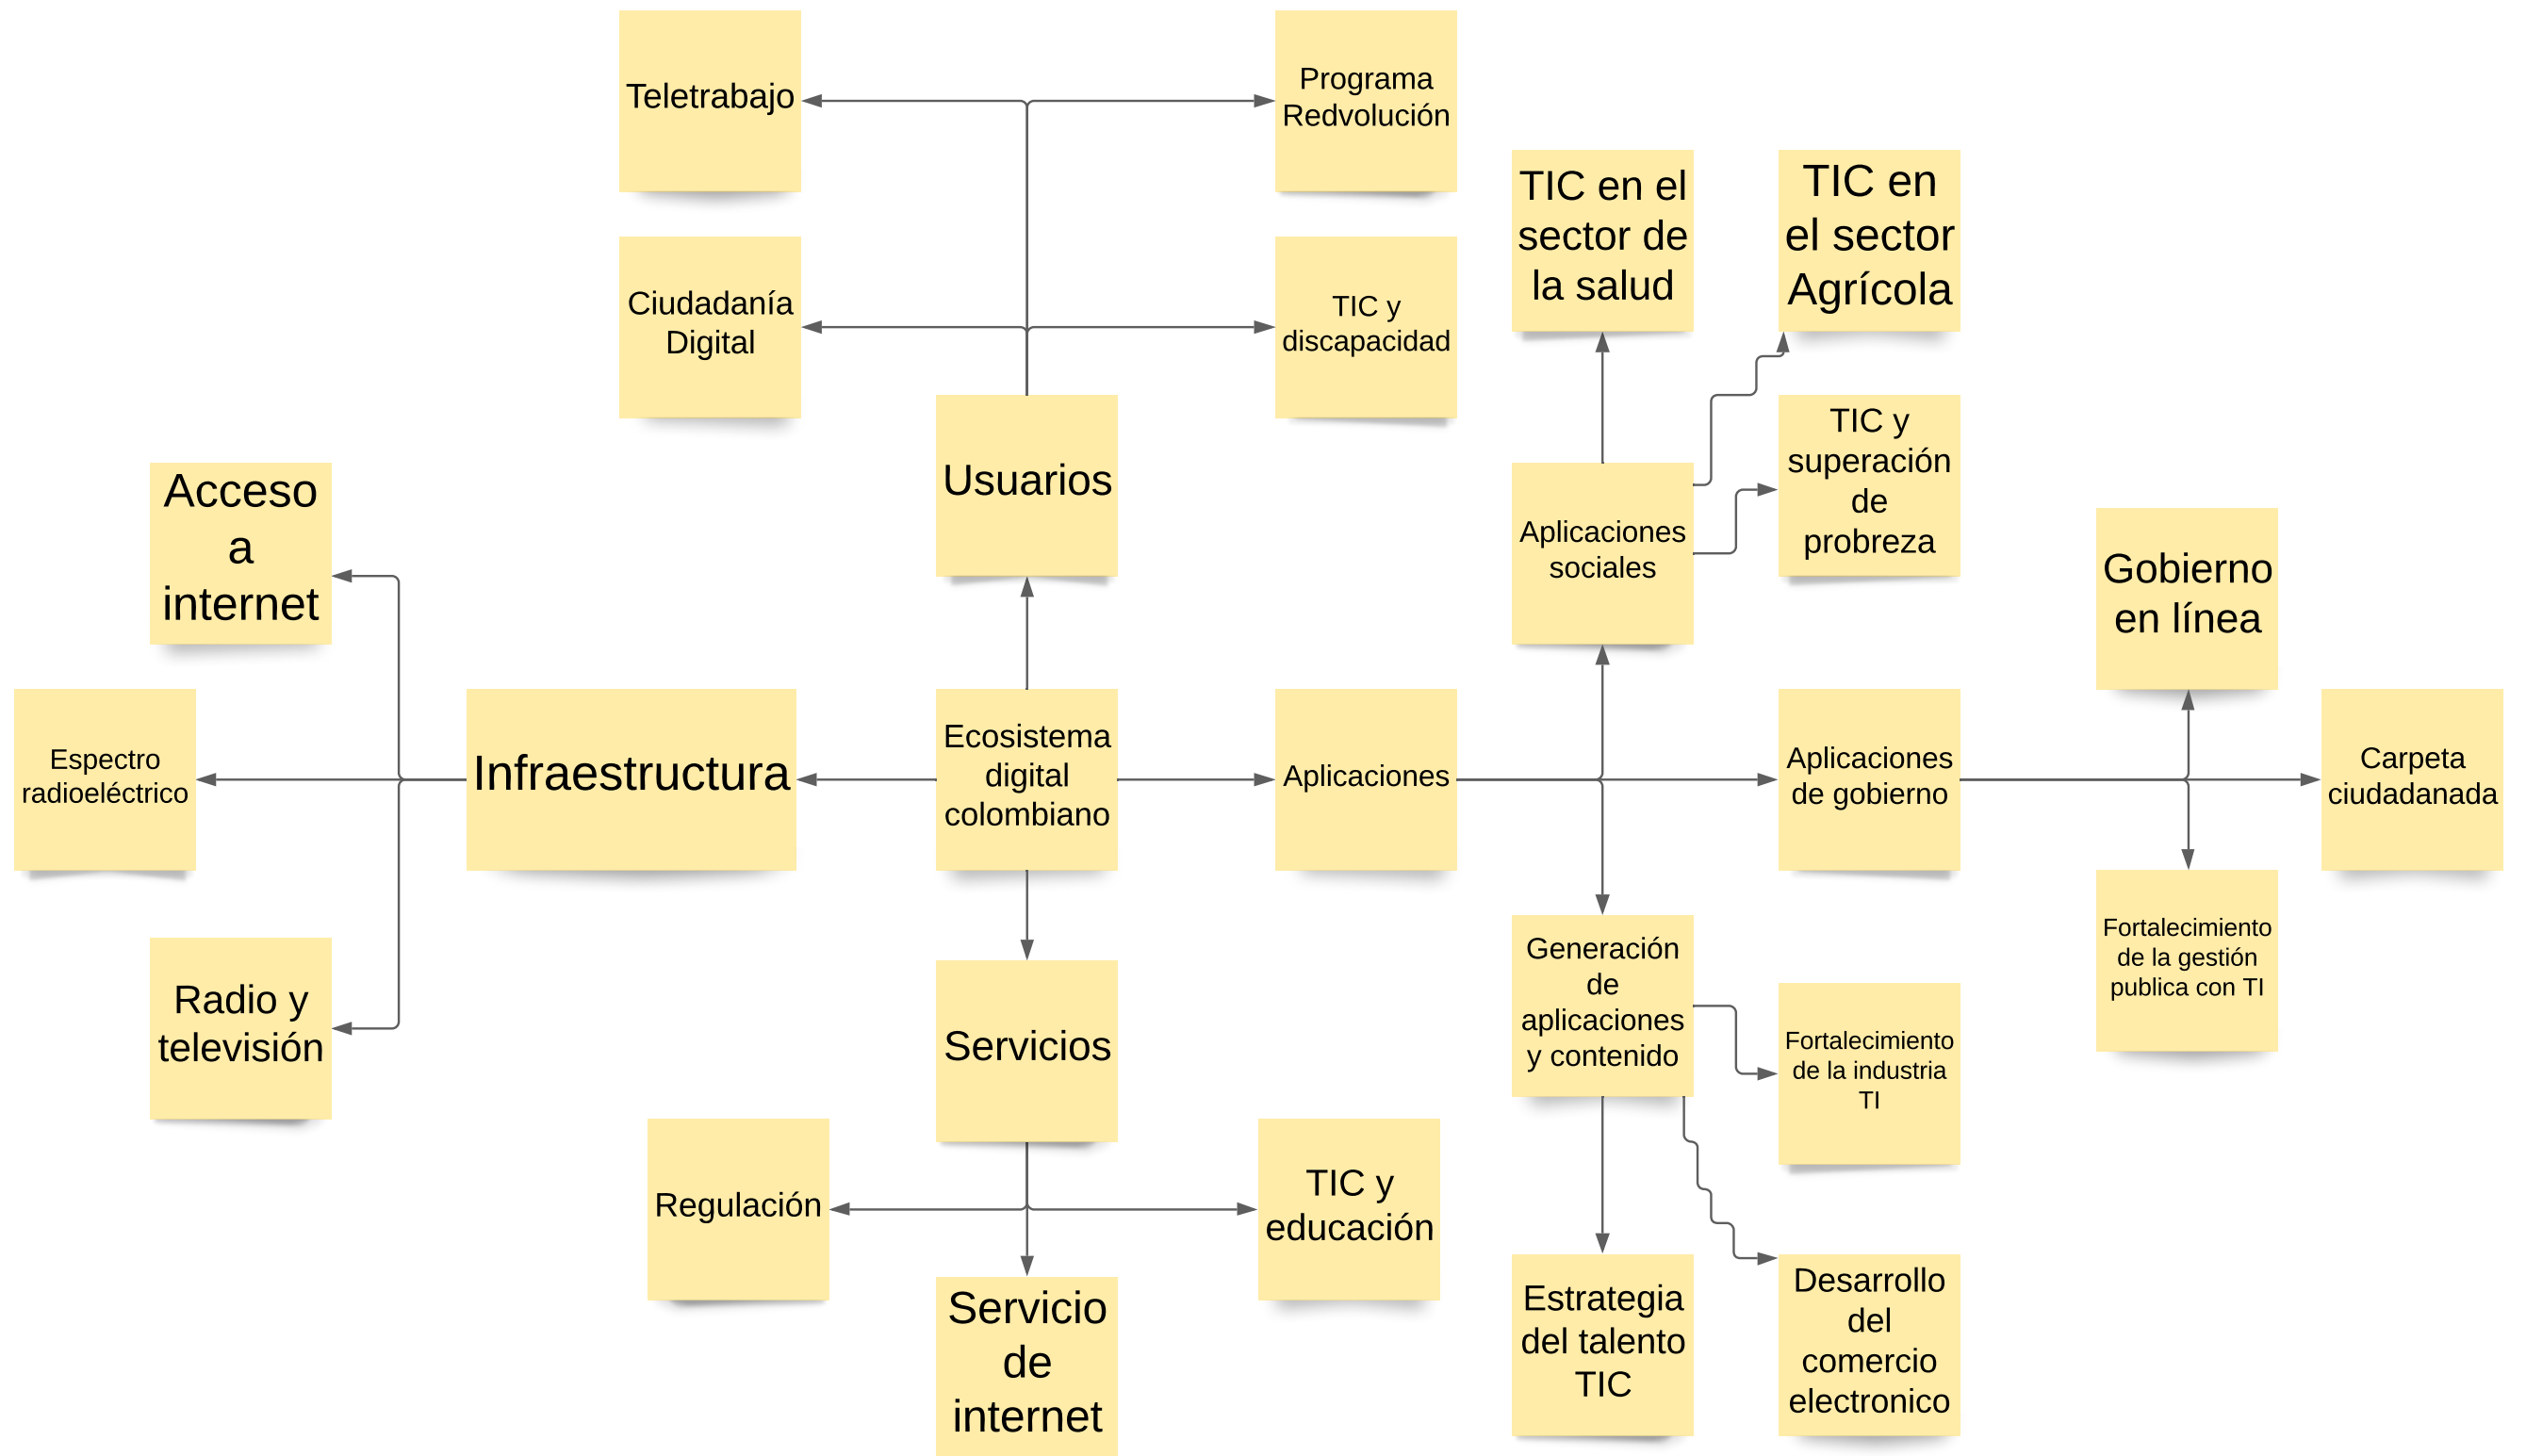 Teletrabajo
Programa
Redvolución
TIC en el
sector de
la salud
TIC en
el sector
Agrícola
Ciudadanía
Digital
TIC y
discapacidad
Usuarios
TIC y
superación
de
probreza
Acceso
a
internet
Aplicaciones
sociales
Gobierno
en línea
Espectro
radioeléctrico
Infraestructura
Ecosistema
digital
colombiano
Aplicaciones
Aplicaciones
de gobierno
Carpeta
ciudadanada
Fortalecimiento
de la gestión
publica con TI
Radio y
televisión
Servicios
Generación
de
aplicaciones
y contenido
Fortalecimiento
de la industria
TI
Regulación
TIC y
educación
Servicio
de
internet
Estrategia
del talento
TIC
Desarrollo
del
comercio
electronico